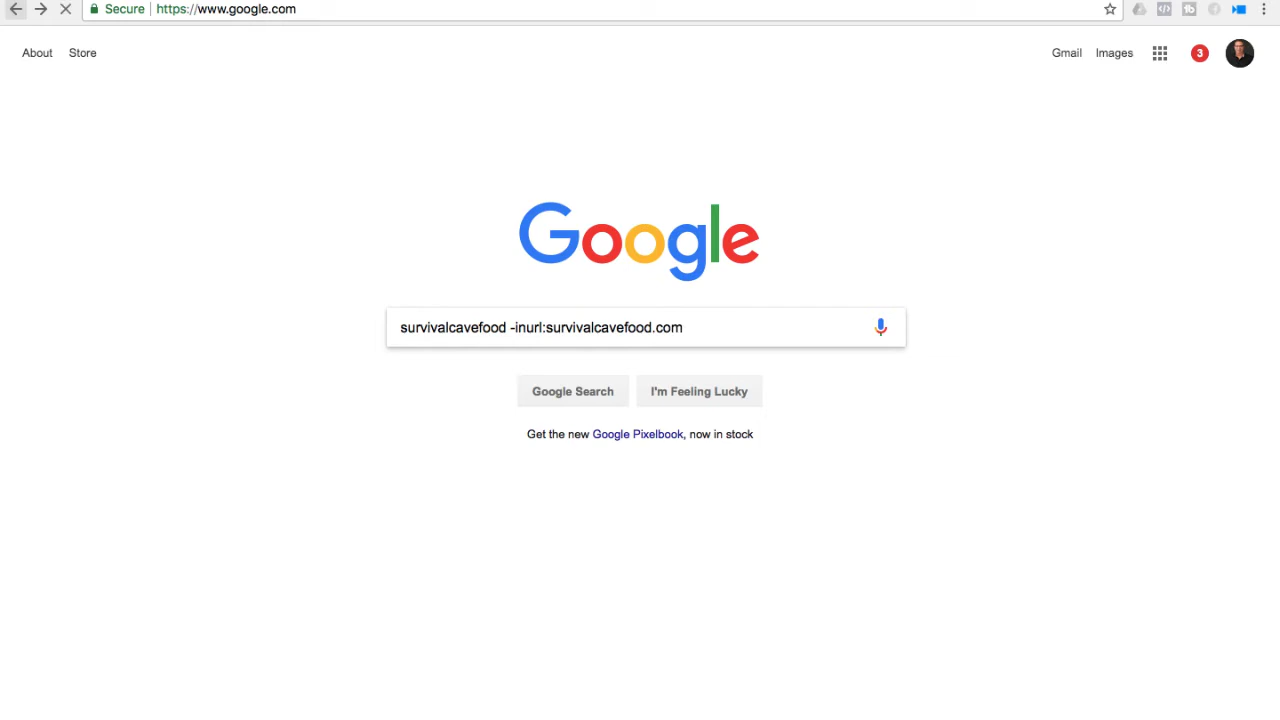 Secure https://www.google.com
About Store Gmail Images 3
Google
survivalcavefood -inurl:survivalcavefood.com
Google Search I'm Feeling Lucky
Get the new Google Pixelbook, now in stock